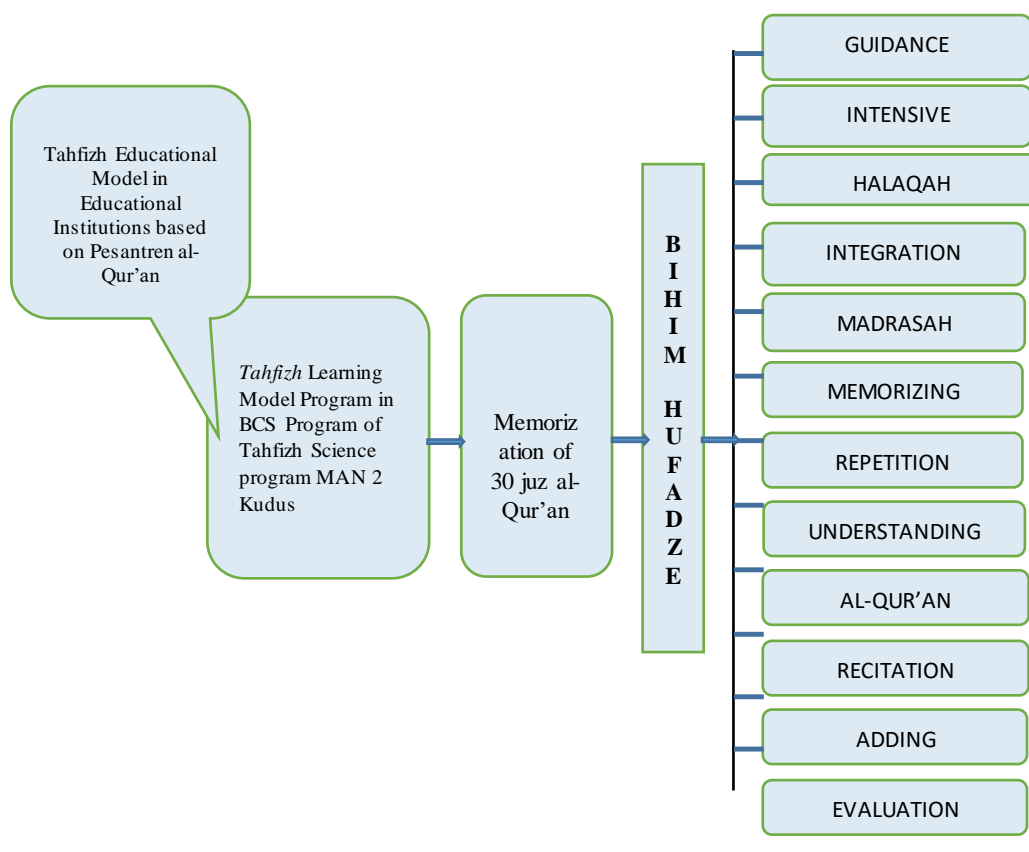 Tahfizh Educational
Model in
Educational
Institutions based
on Pesantren al-
Qur’an
Tahfizh Learning
Model Program in
BCS Program of
Tahfizh Science
program MAN 2
Kudus
Memoriz
ation of
30 juz al-
Qur’an
B
I
H
I
M
H
U
F
A
D
Z
E
GUIDANCE
INTENSIVE
HALAQAH
INTEGRATION
MADRASAH
MEMORIZING
REPETITION
UNDERSTANDING
AL-QUR’AN
RECITATION
ADDING
EVALUATION